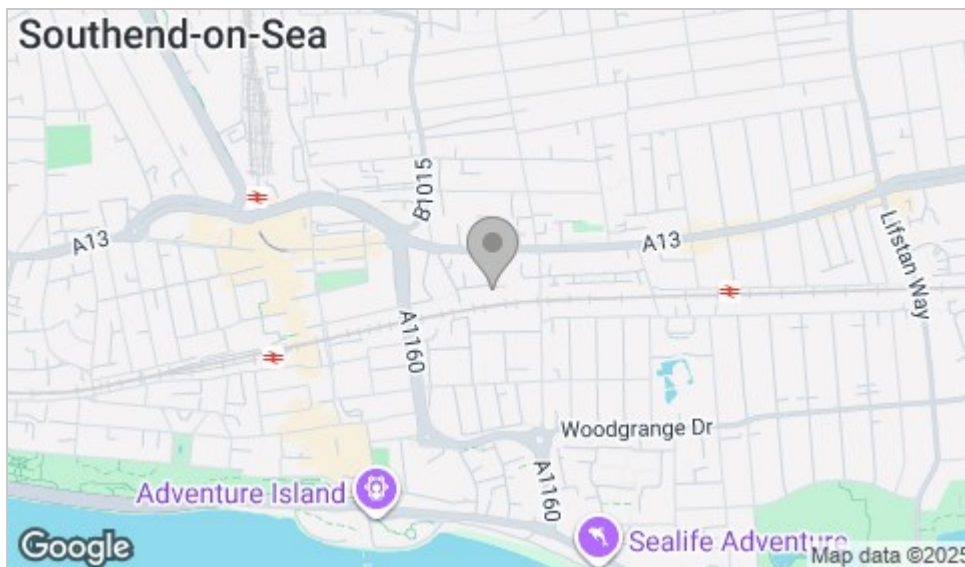 Southend-on-Sea
B1015
A13
A13
Lifstan Way
A1160
Woodgrange Dr
A1160
Adventure Island
Sealife Adventure
Google
Map data ©2025